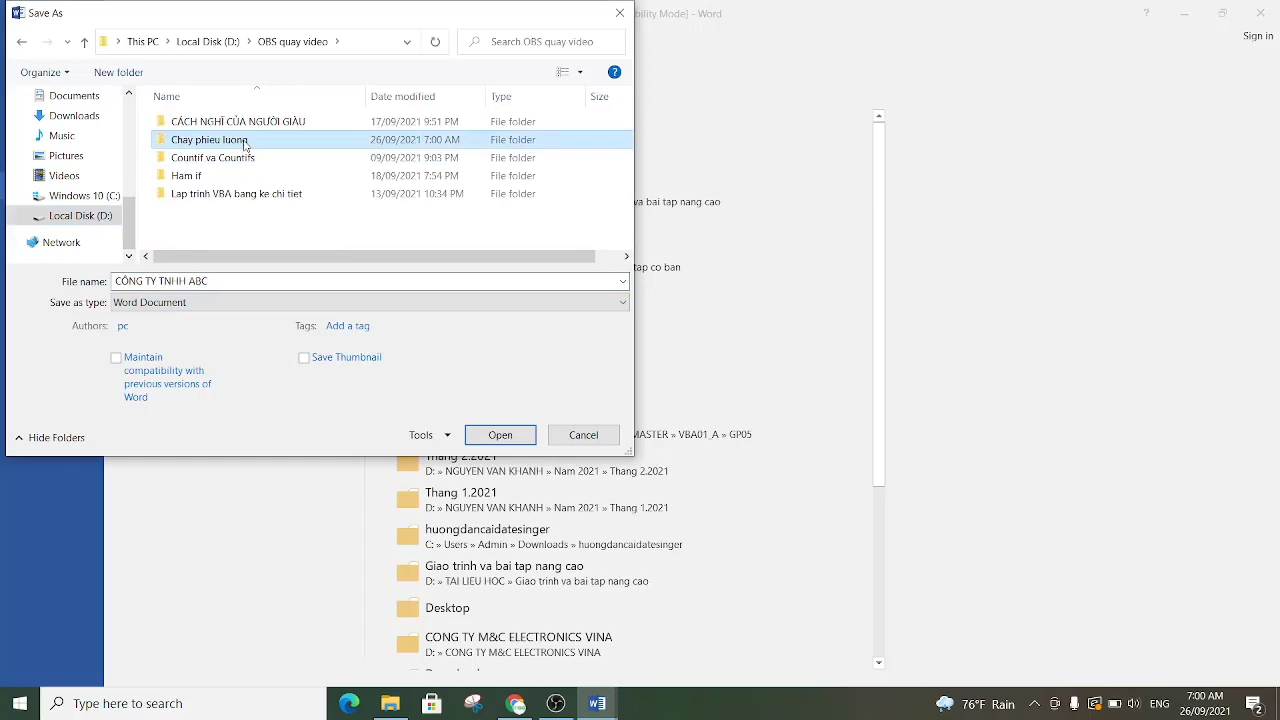 Save As
bility Mode] - Word
Sign in
This PC > Local Disk (D:) > OBS quay video >
Search OBS quay video
Organize
New folder
Name
Date modified
Type
Size
Documents
Downloads
Music
Pictures
Videos
Windows 10 (C:)
Local Disk (D:)
Network
CÁCH NGHĨ CỦA NGƯỜI GIÀU 17/09/2021 9:51 PM File folder
Chay phieu luong 26/09/2021 7:00 AM File folder
Countif va Countifs 09/09/2021 9:03 PM File folder
Ham if 18/09/2021 7:54 PM File folder
Lap trinh VBA bang ke chi tiet 13/09/2021 10:34 PM File folder
File name: CÔNG TY TNHH ABC
Save as type: Word Document
Authors: pc
Tags: Add a tag
Maintain
compatibility with
previous versions of
Word
Save Thumbnail
Hide Folders
Tools
Open
Cancel
va bai tap nang cao
tap co ban
MASTER » VBA01_A » GP05
Thang 2.2021
D: » NGUYEN VAN KHANH » Nam 2021 » Thang 2.2021
Thang 1.2021
D: » NGUYEN VAN KHANH » Nam 2021 » Thang 1.2021
huongdancaidatesinger
C: » Users » Admin » Downloads » huongdancaidatesinger
Giao trinh va bai tap nang cao
D: » TAI LIEU HOC » Giao trinh va bai tap nang cao
Desktop
CONG TY M&C ELECTRONICS VINA
D: » CONG TY M&C ELECTRONICS VINA
Type here to search
77°F Rain
ENG
7:00 AM
26/09/2021
2